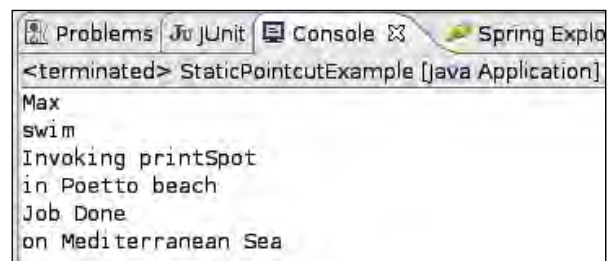 Problems JUnit Console Spring Explo
<terminated> StaticPointcutExample [Java Application]
Max
swim
Invoking printSpot
in Poetto beach
Job Done
on Mediterranean Sea